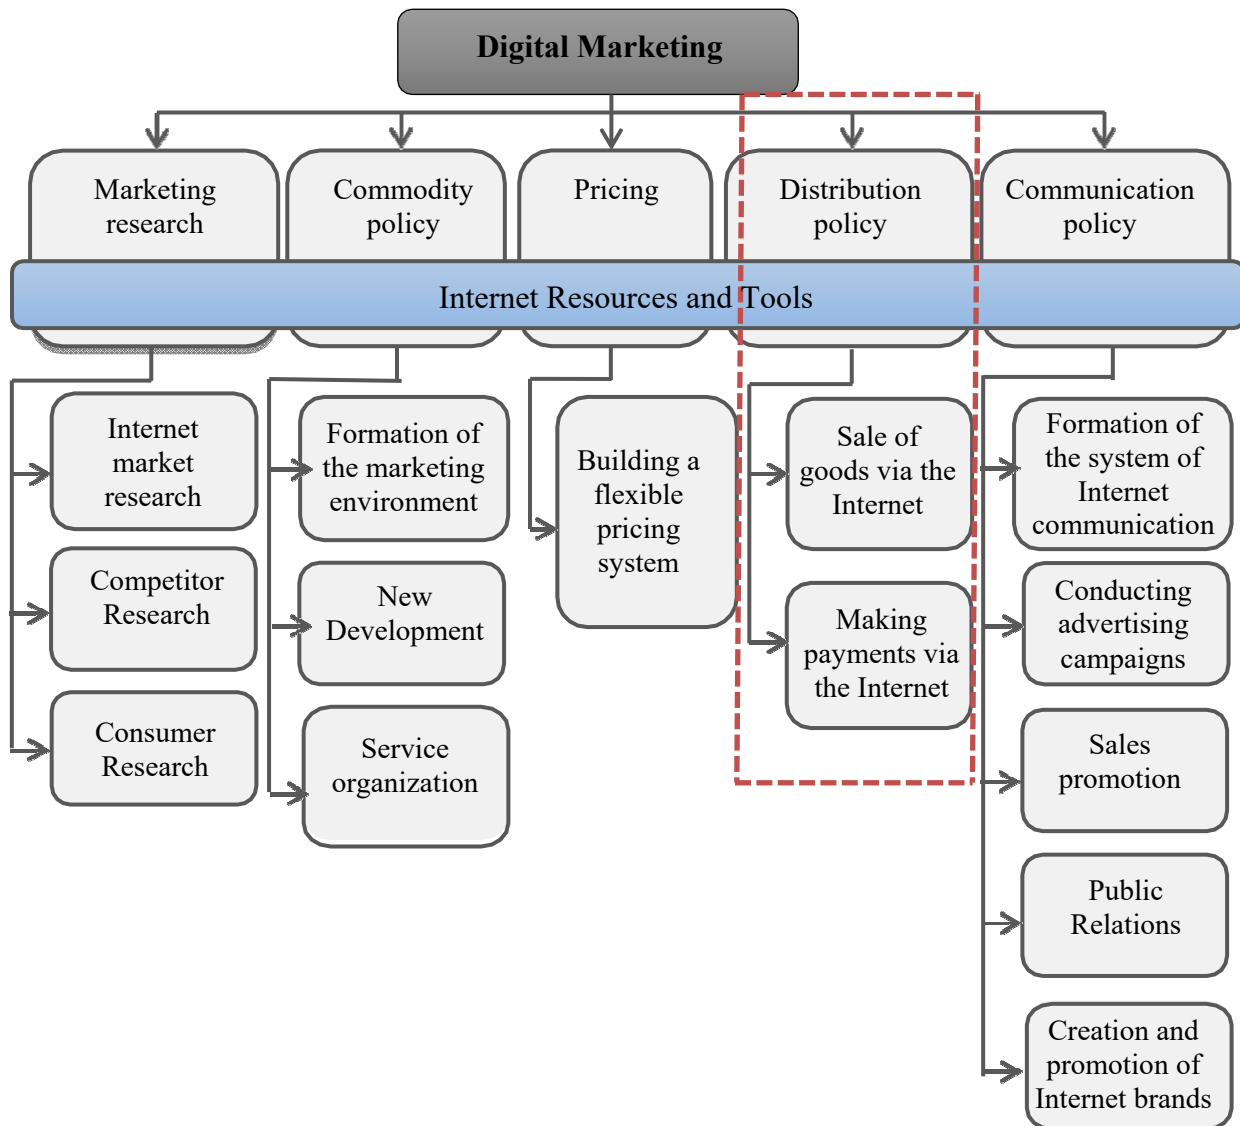 Digital Marketing
Marketing
research
Commodity
policy
Pricing
Distribution
policy
Communication
policy
Internet Resources and Tools
Internet
market
research
Competitor
Research
Consumer
Research
Formation of
the marketing
environment
New
Development
Service
organization
Building a
flexible
pricing
system
Sale of
goods via the
Internet
Making
payments via
the Internet
Formation of
the system of
Internet
communication
Conducting
advertising
campaigns
Sales
promotion
Public
Relations
Creation and
promotion of
Internet brands